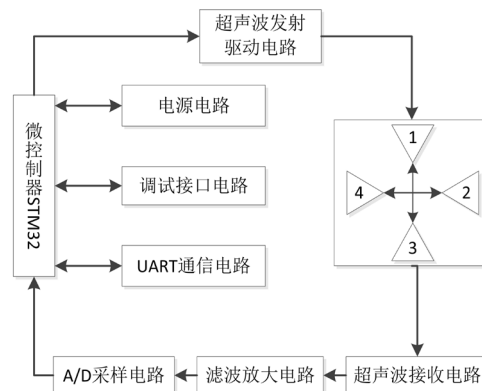 超声波发射
驱动电路
微控制器STM32
电源电路
调试接口电路
UART通信电路
1
4
2
3
A/D采样电路
滤波放大电路
超声波接收电路